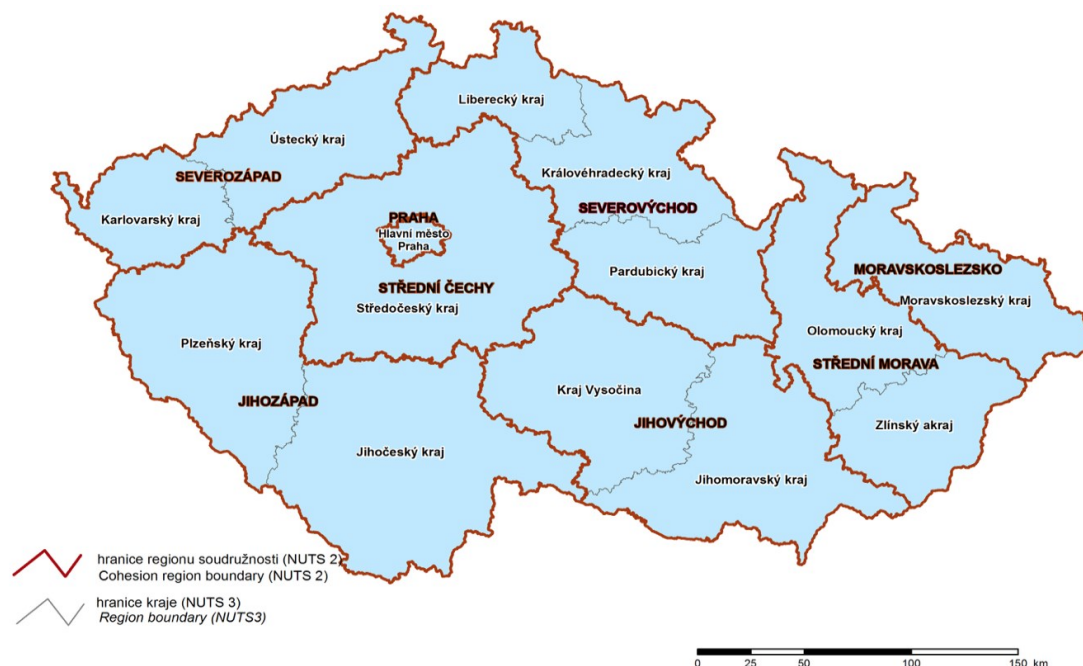 Liberecký kraj
Ústecký kraj
Královéhradecký kraj
SEVEROZÁPAD
SEVEROVÝCHOD
Karlovarský kraj
PRAHA
Hlavní město
Praha
Pardubický kraj
MORAVSKOSLEZSKO
STŘEDNÍ ČECHY
Středočeský kraj
Moravskoslezský kraj
Olomoucký kraj
Plzeňský kraj
STŘEDNÍ MORAVA
Kraj Vysočina
JIHOZÁPAD
JIHOVÝCHOD
Zlínský akraj
Jihočeský kraj
Jihomoravský kraj
hranice regionu soudružnosti (NUTS 2)
Cohesion region boundary (NUTS 2)
hranice kraje (NUTS 3)
Region boundary (NUTS3)
0 25 50 100 150 km